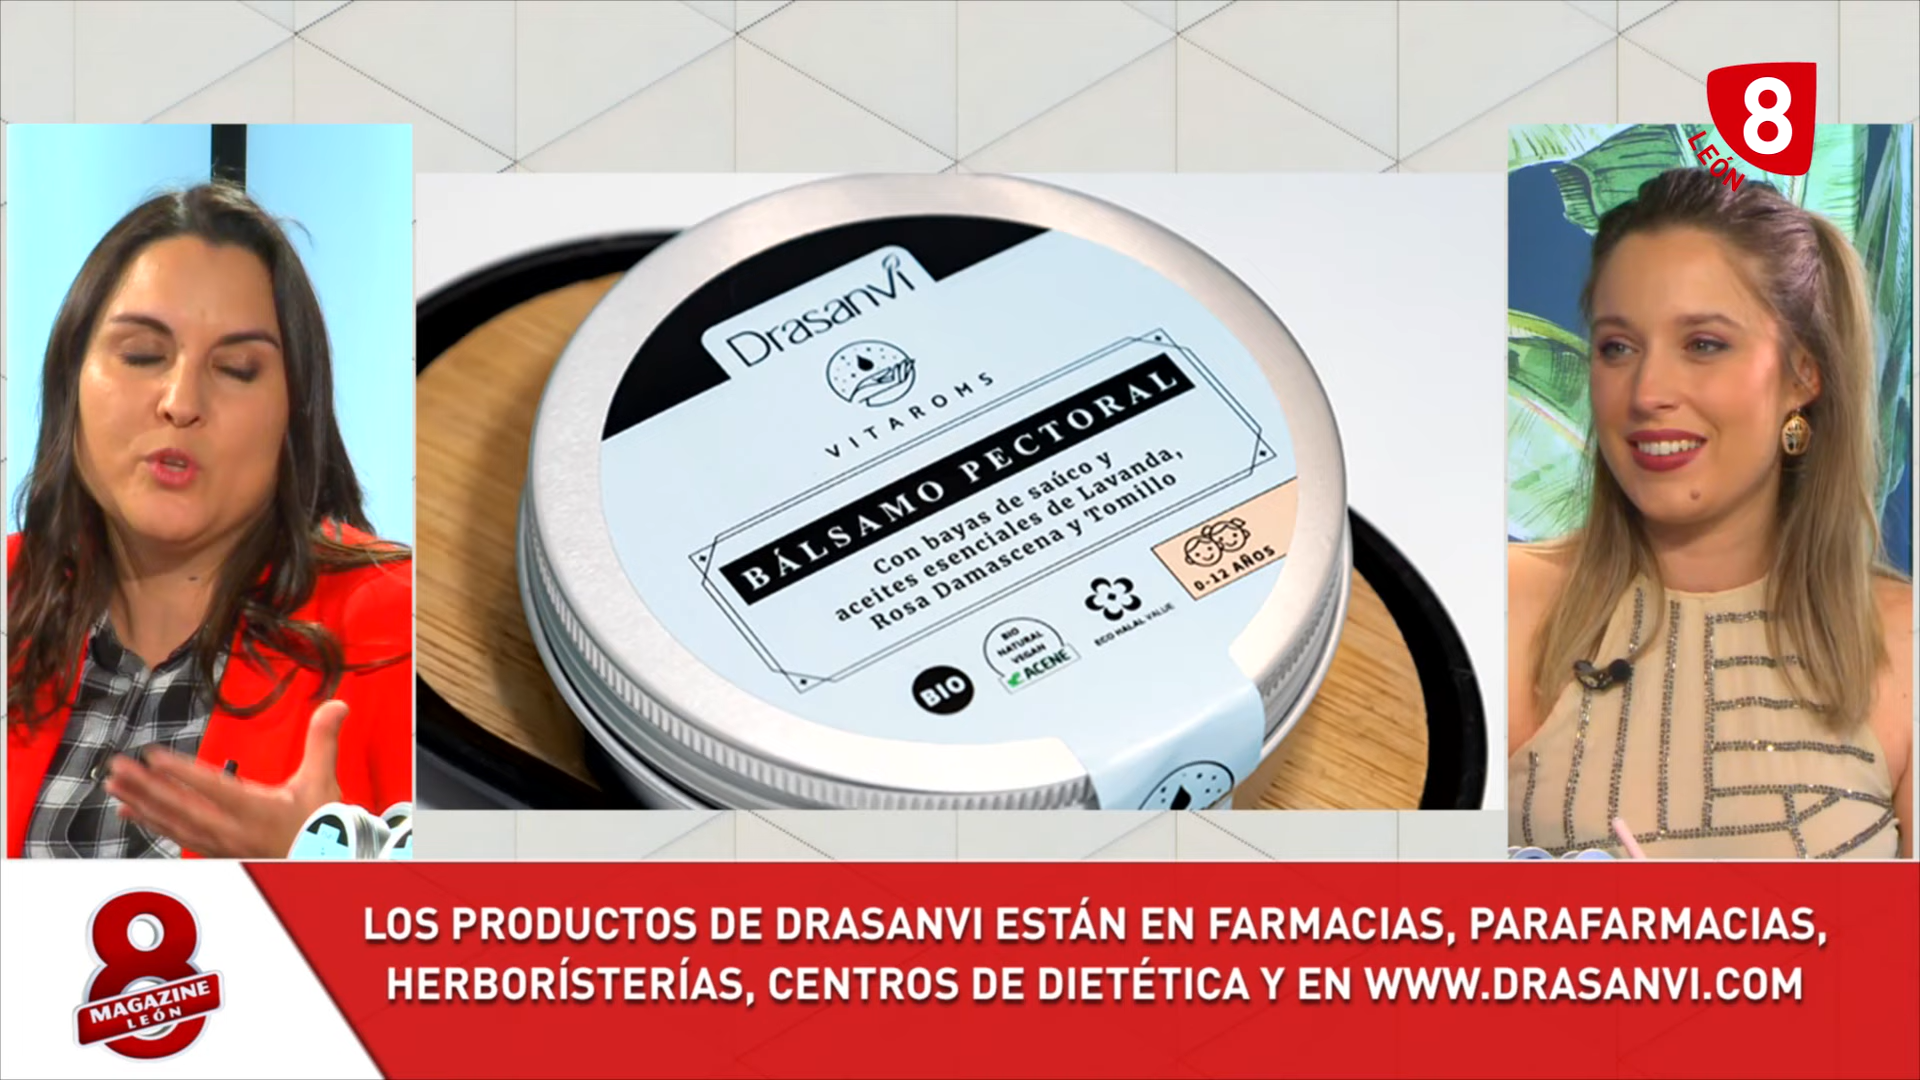 8
LEÓN
Drasanvi
VITAROMS
BÁLSAMO PECTORAL
Con bayas de saúco y
aceites esenciales de Lavanda,
Rosa Damascena y Tomillo
0-12 AÑOS
BIO
BIO
NATURAL
VEGAN
ACENE
ECO HALAL VALUE
8
MAGAZINE
LEÓN
LOS PRODUCTOS DE DRASANVI ESTÁN EN FARMACIAS, PARAFARMACIAS,
HERBORÍSTERÍAS, CENTROS DE DIETÉTICA Y EN WWW.DRASANVI.COM